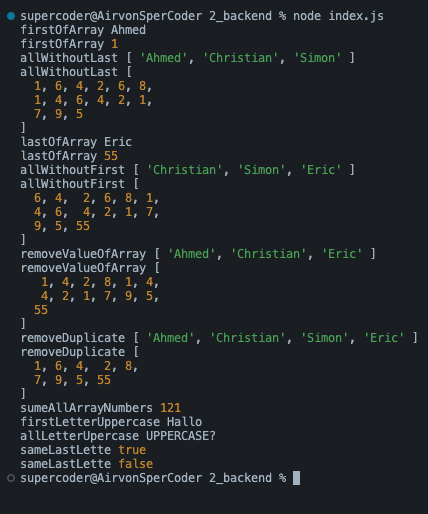 supercoder@AirvonSperCoder 2_backend % node index.js
firstOfArray Ahmed
firstOfArray 1
allWithoutLast [ 'Ahmed', 'Christian', 'Simon' ]
allWithoutLast [
1, 6, 4, 2, 6, 8,
1, 4, 6, 4, 2, 1,
7, 9, 5
]
lastOfArray Eric
lastOfArray 55
allWithoutFirst [ 'Christian', 'Simon', 'Eric' ]
allWithoutFirst [
6, 4,  2, 6, 8, 1,
4, 6,  4, 2, 1, 7,
9, 5, 55
]
removeValueOfArray [ 'Ahmed', 'Christian', 'Eric' ]
removeValueOfArray [
1, 4, 2, 8, 1, 4,
4, 2, 1, 7, 9, 5,
55
]
removeDuplicate [ 'Ahmed', 'Christian', 'Simon', 'Eric' ]
removeDuplicate [
1, 6, 4,  2, 8,
7, 9, 5, 55
]
sumeAllArrayNumbers 121
firstLetterUppercase Hallo
allLetterUpercase UPPERCASE?
sameLastLette true
sameLastLette false
supercoder@AirvonSperCoder 2_backend %